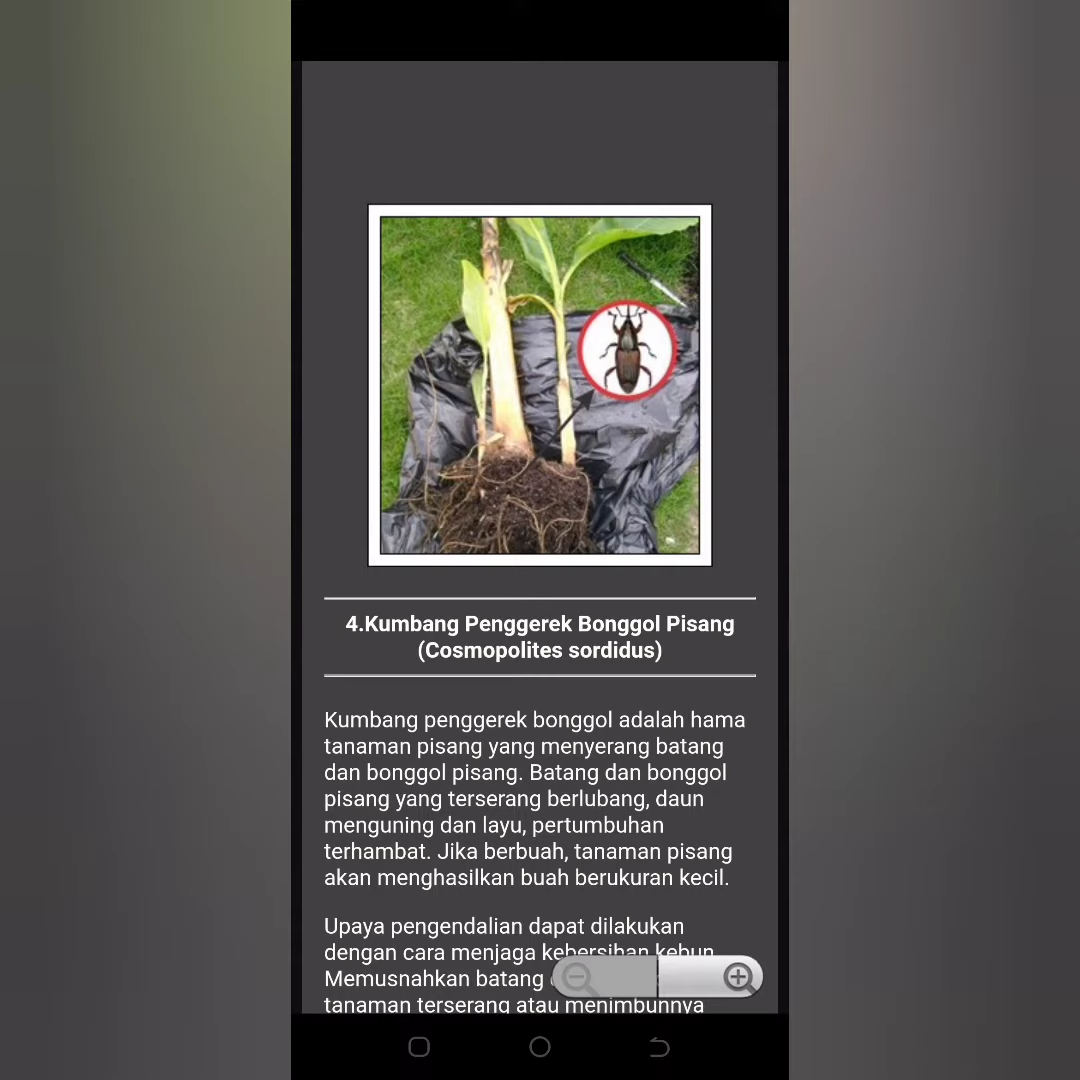 4.Kumbang Penggerek Bonggol Pisang
(Cosmopolites sordidus)
Kumbang penggerek bonggol adalah hama
tanaman pisang yang menyerang batang
dan bonggol pisang. Batang dan bonggol
pisang yang terserang berlubang, daun
menguning dan layu, pertumbuhan
terhambat. Jika berbuah, tanaman pisang
akan menghasilkan buah berukuran kecil.
Upaya pengendalian dapat dilakukan
dengan cara menjaga kebersihan kebun
Memusnahkan batang
tanaman terserang atau menimbunnya